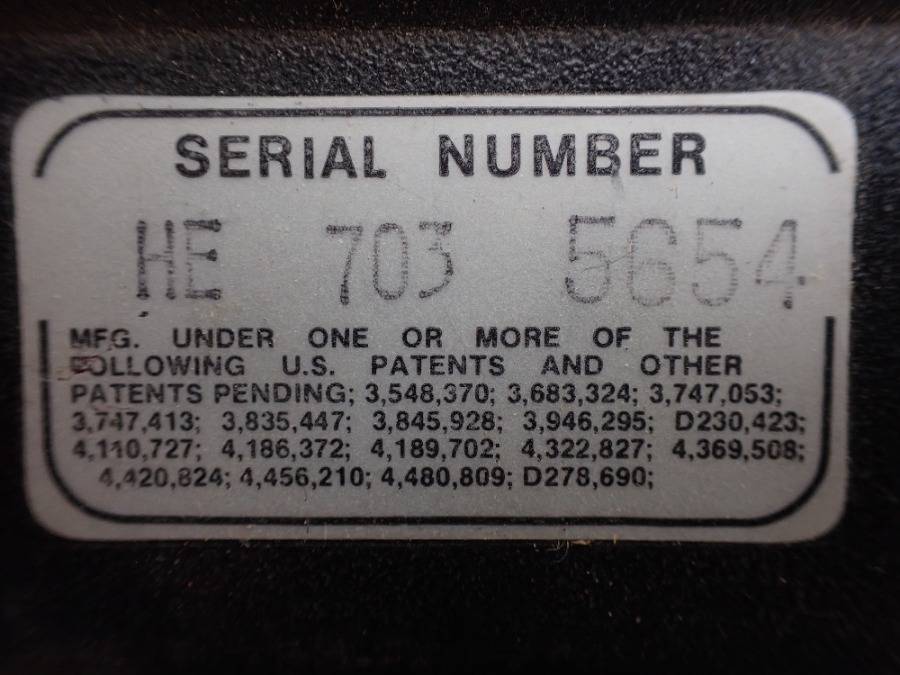 SERIAL NUMBER
HE 703 5654
MFG. UNDER ONE OR MORE OF THE
FOLLOWING U.S. PATENTS AND OTHER
PATENTS PENDING; 3,548,370; 3,683,324; 3,747,053;
3,747,413; 3,835,447; 3,845,928; 3,946,295; D230,423;
4,110,727; 4,186,372; 4,189,702; 4,322,827; 4,369,508;
4,420,824; 4,456,210; 4,480,809; D278,690;